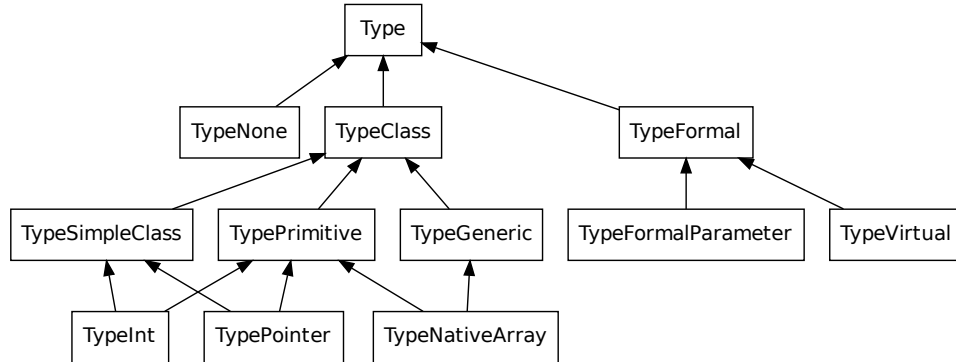 Type
TypeNone
TypeClass
TypeFormal
TypeSimpleClass
TypePrimitive
TypeGeneric
TypeFormalParameter
TypeVirtual
TypeInt
TypePointer
TypeNativeArray